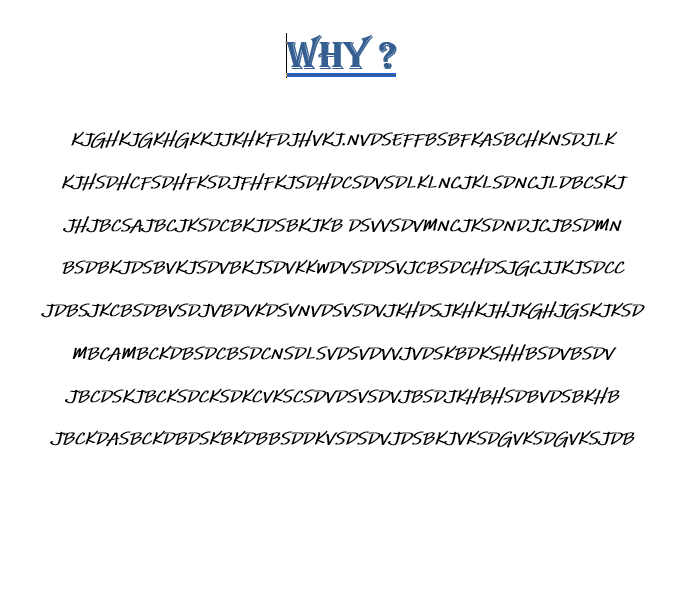 WHY ?
KJGHKJGKHGKKJJKHKFDJHVKJ.NVDSEFFBSBFKASBCHKNSDJLK
KJHSDHCFSDHFKSDJFHFKJSDHDCSDVSDLKLNCJKLSDNCJLDBCSKJ
JHJBCSAJBCJKSDCBKJDSBKJKB DSVVSDVMNCJKSDNDJCJBSDMN
BSDBKJDSBVKJSDVBKJSDVKKWDVSDDSVJCBSDCHDSJGCJJKJSDCC
JDBSJKCBSDBVSDJVBDVKDSVNVDSVSDVJKHDSJKHKJHJKGHJGSKJKSD
MBCAMBCKDBSDCBSDCNSDLSVDSVDVVJVDSKBDKSHHBSDVBSDV
JBCDSKJBCKSDCKSDKCVKSCSDVDSVSDVJBSDJKHBHSDBVDSBKHB
JBCKDASBCKDBDSKBKDBBSDDKVSDSDVJDSBKJVKSDGVKSDGVKSJDB